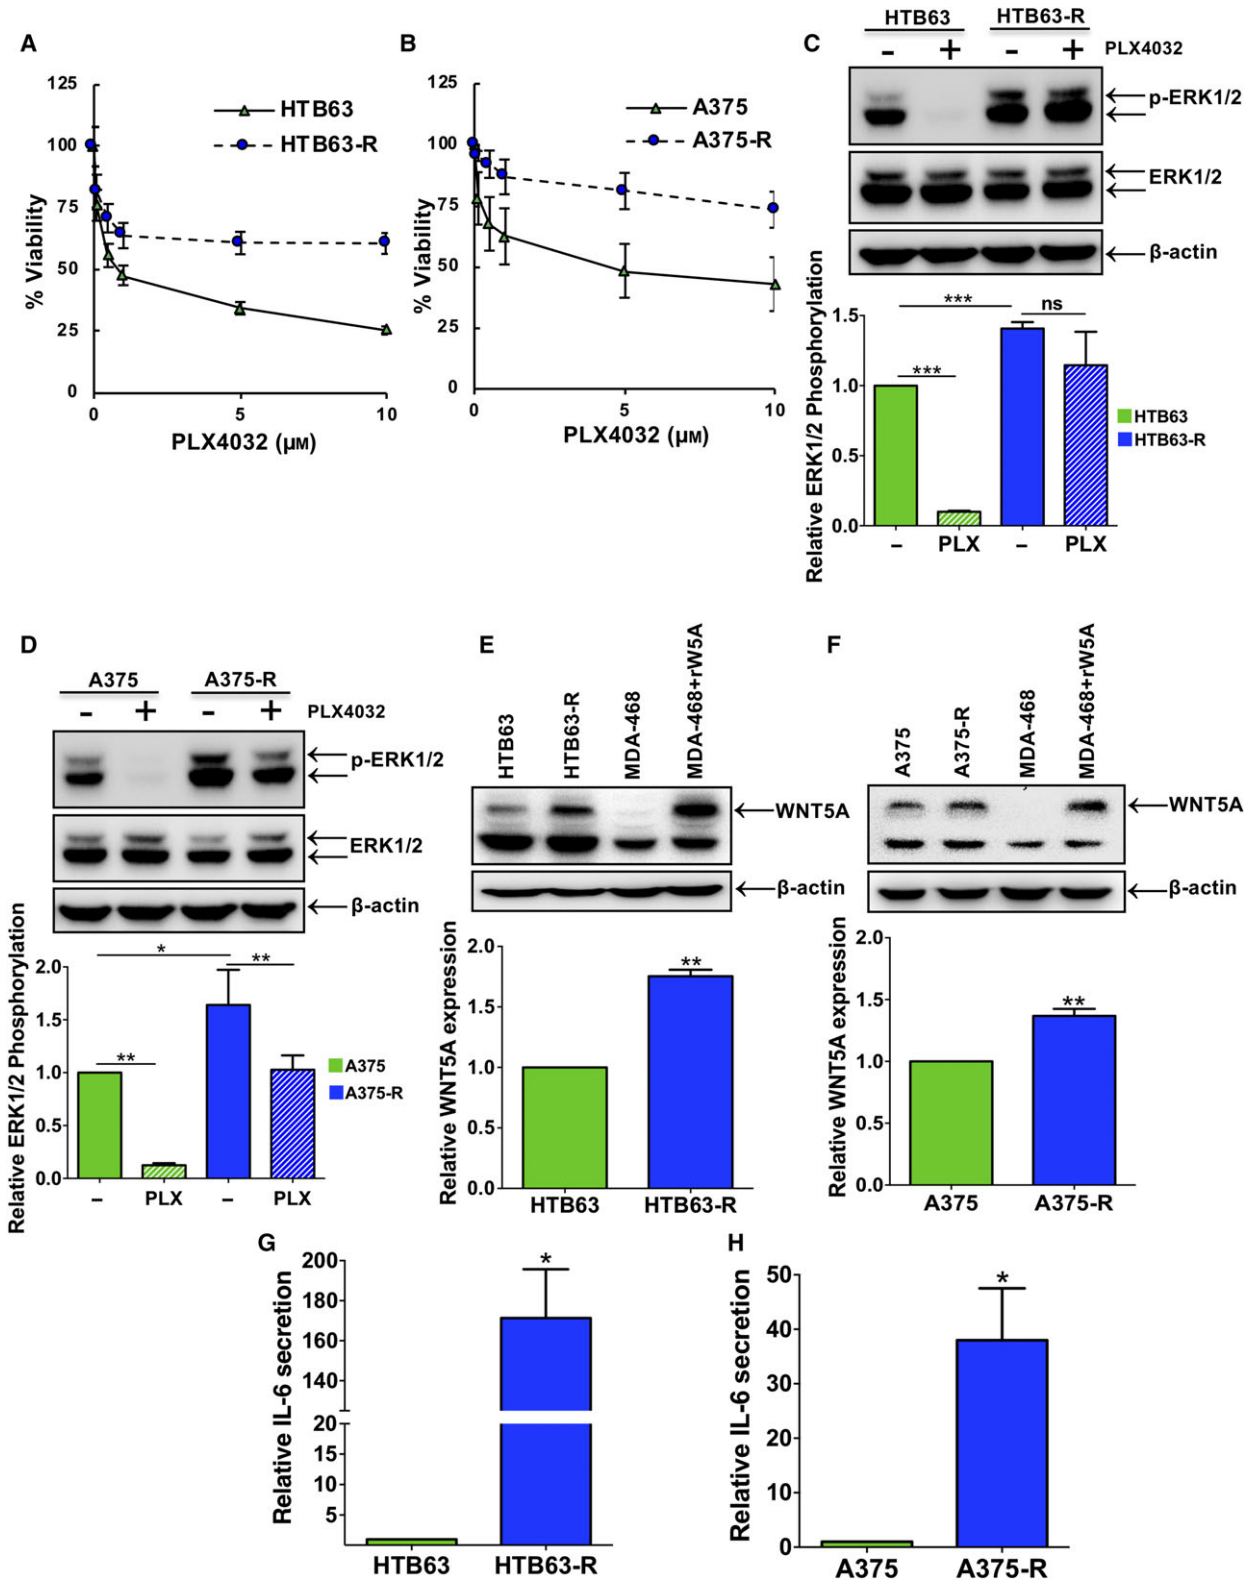 A
% Viability
125
100
75
50
25
0
HTB63
HTB63-R
0
5
10
PLX4032 (μM)
B
% Viability
125
100
75
50
25
0
A375
A375-R
0
5
10
PLX4032 (μM)
C
HTB63
HTB63-R
- + - + PLX4032
p-ERK1/2
ERK1/2
β-actin
Relative ERK1/2 Phosphorylation
1.5
1.0
0.5
0.0
***
***
ns
HTB63
HTB63-R
– PLX – PLX
D
A375
A375-R
- + - + PLX4032
p-ERK1/2
ERK1/2
β-actin
Relative ERK1/2 Phosphorylation
2.0
1.5
1.0
0.5
0.0
*
**
**
A375
A375-R
– PLX – PLX
E
HTB63
HTB63-R
MDA-468
MDA-468+rW5A
WNT5A
β-actin
Relative WNT5A expression
2.0
1.5
1.0
0.5
0.0
**
HTB63
HTB63-R
F
A375
A375-R
MDA-468
MDA-468+rW5A
WNT5A
β-actin
Relative WNT5A expression
2.0
1.5
1.0
0.5
0.0
**
A375
A375-R
G
Relative IL-6 secretion
200
180
160
140
20
15
10
5
*
HTB63
HTB63-R
H
Relative IL-6 secretion
50
40
30
20
10
0
*
A375
A375-R